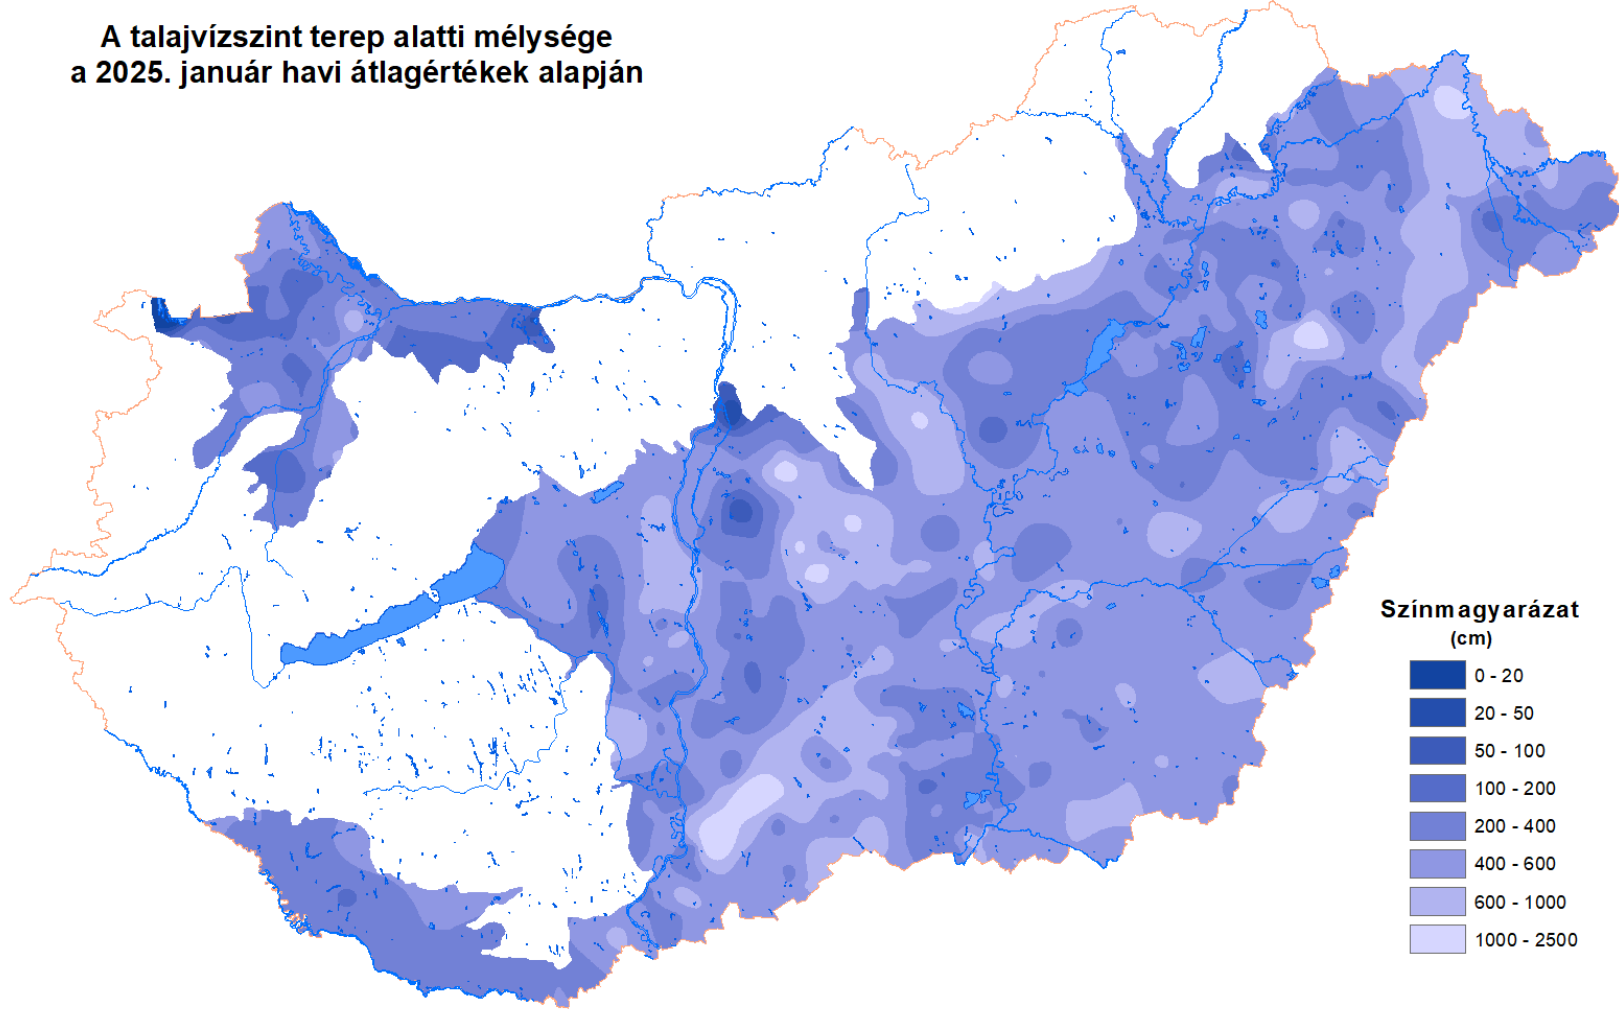 A talajvízszint terep alatti mélysége
a 2025. január havi átlagértékek alapján
Színmagyarázat
(cm)
0 - 20
20 - 50
50 - 100
100 - 200
200 - 400
400 - 600
600 - 1000
1000 - 2500